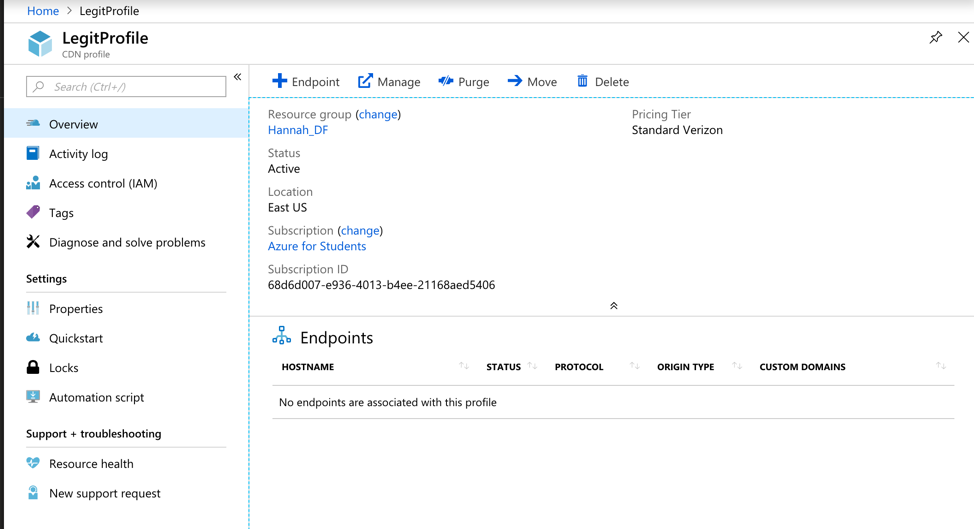 Home > LegitProfile
LegitProfile
CDN profile
Search (Ctrl+/)
Overview
Activity log
Access control (IAM)
Tags
Diagnose and solve problems
Settings
Properties
Quickstart
Locks
Automation script
Support + troubleshooting
Resource health
New support request
Endpoint Manage Purge Move Delete
Resource group (change)
Hannah_DF
Status
Active
Location
East US
Subscription (change)
Azure for Students
Subscription ID
68d6d007-e936-4013-b4ee-21168aed5406
Pricing Tier
Standard Verizon
Endpoints
HOSTNAME STATUS PROTOCOL ORIGIN TYPE CUSTOM DOMAINS
No endpoints are associated with this profile